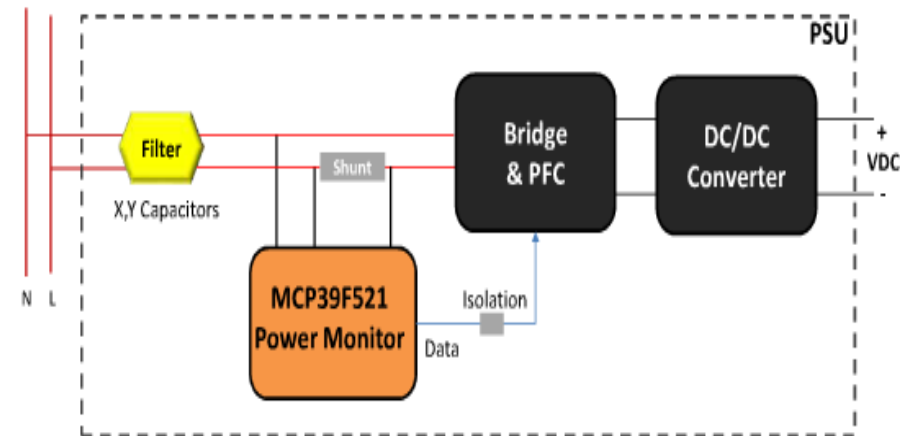 PSU
Filter
Shunt
X,Y Capacitors
Bridge
& PFC
DC/DC
Converter
+
VDC
-
N L
MCP39F521
Power Monitor
Isolation
Data